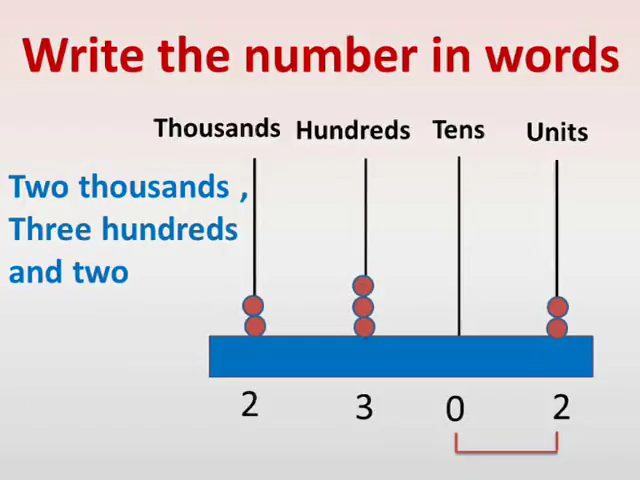 Write the number in words
Thousands Hundreds Tens Units
Two thousands ,
Three hundreds
and two
2 3 0 2